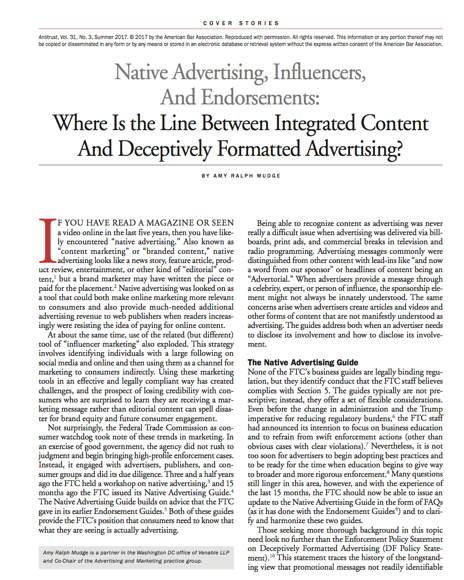 COVER STORIES
Antitrust, Vol. 31, No. 3, Summer 2017. © 2017 by the American Bar Association. Reproduced with permission. All rights reserved. This information or any portion thereof may not
be copied or disseminated in any form or by any means or stored in an electronic database or retrieval system without the express written consent of the American Bar Association.
Native Advertising, Influencers,
And Endorsements:
Where Is the Line Between Integrated Content
And Deceptively Formatted Advertising?
BY AMY RALPH MUDGE
IF YOU HAVE READ A MAGAZINE OR SEEN
a video online in the last five years, then you have like-
ly encountered "native advertising." Also known as
"content marketing" or "branded content," native
advertising looks like a news story, feature article, prod-
uct review, entertainment, or other kind of "editorial" con-
tent,1 but a brand marketer may have written the piece or
paid for the placement.2 Native advertising was looked on as
a tool that could both make online marketing more relevant
to consumers and also provide much-needed additional
advertising revenue to web publishers when readers increas-
ingly were resisting the idea of paying for online content.
At about the same time, use of the related (but different)
tool of "influencer marketing" also exploded. This strategy
involves identifying individuals with a large following on
social media and online and then using them as a channel for
marketing to consumers indirectly. Using these marketing
tools in an effective and legally compliant way has created
challenges, and the prospect of losing credibility with con-
sumers who are surprised to learn they are receiving a mar-
keting message rather than editorial content can spell disas-
ter for brand equity and future consumer engagement.
Not surprisingly, the Federal Trade Commission as con-
sumer watchdog took note of these trends in marketing. In
an exercise of good government, the agency did not rush to
judgment and begin bringing high-profile enforcement cases.
Instead, it engaged with advertisers, publishers, and con-
sumer groups and did its due diligence. Three and a half years
ago the FTC held a workshop on native advertising,3 and 15
months ago the FTC issued its Native Advertising Guide.4
The Native Advertising Guide builds on advice that the FTC
gave in its earlier Endorsement Guides.5 Both of these guides
provide the FTC's position that consumers need to know that
what they are seeing is actually advertising.
Amy Ralph Mudge is a partner in the Washington DC office of Venable LLP
and Co-Chair of the Advertising and Marketing practice group.
Being able to recognize content as advertising was never
really a difficult issue when advertising was delivered via bill-
boards, print ads, and commercial breaks in television and
radio programming. Advertising messages commonly were
distinguished from other content with lead-ins like "and now
a word from our sponsor" or headlines of content being an
"Advertorial." When advertisers provide a message through
a celebrity, expert, or person of influence, the sponsorship ele-
ment might not always be innately understood. The same
concerns arise when advertisers create articles and videos and
other forms of content that are not manifestly understood as
advertising. The guides address both when an advertiser needs
to disclose its involvement and how to disclose its involve-
ment.
The Native Advertising Guide
None of the FTC's business guides are legally binding regu-
lation, but they identify conduct that the FTC staff believes
complies with Section 5. The guides typically are not pre-
scriptive; instead, they offer a set of flexible considerations.
Even before the change in administration and the Trump
imperative for reducing regulatory burdens,6 the FTC staff
had announced its intention to focus on business education
and to refrain from swift enforcement actions (other than
obvious cases with clear violations).7 Nevertheless, it is not
too soon for advertisers to begin adopting best practices and
to be ready for the time when education begins to give way
to broader and more rigorous enforcement.8 Many questions
still linger in this area, however, and with the experience of
the last 15 months, the FTC should now be able to issue an
update to the Native Advertising Guide in the form of FAQs
(as it has done with the Endorsement Guides9) and to clari-
fy and harmonize these two guides.
Those seeking more thorough background in this topic
need look no further than the Enforcement Policy Statement
on Deceptively Formatted Advertising (DF Policy State-
ment).10 This statement traces the history of the longstand-
ing view that promotional messages not readily identifiable